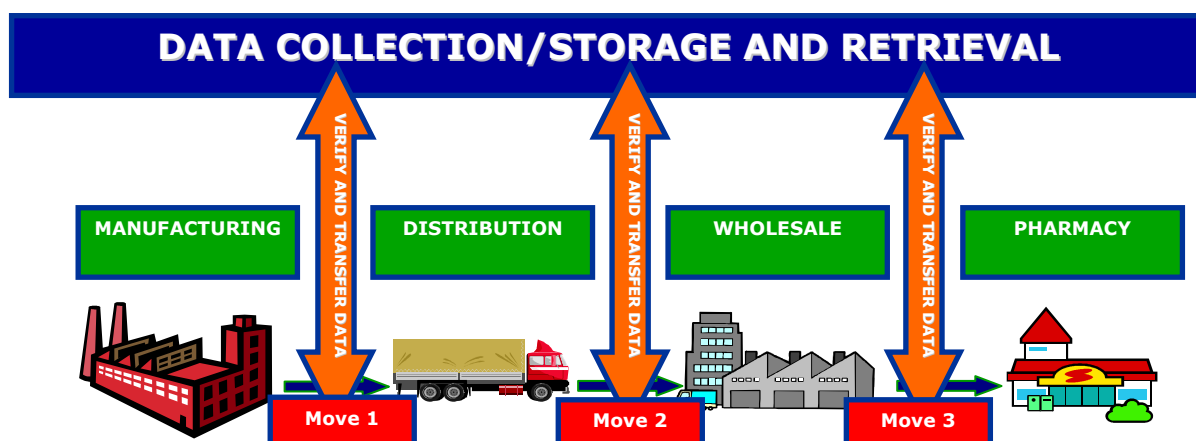 DATA COLLECTION/STORAGE AND RETRIEVAL
VERIFY AND TRANSFER DATA
VERIFY AND TRANSFER DATA
VERIFY AND TRANSFER DATA
MANUFACTURING
DISTRIBUTION
WHOLESALE
PHARMACY
S
Move 1
Move 2
Move 3